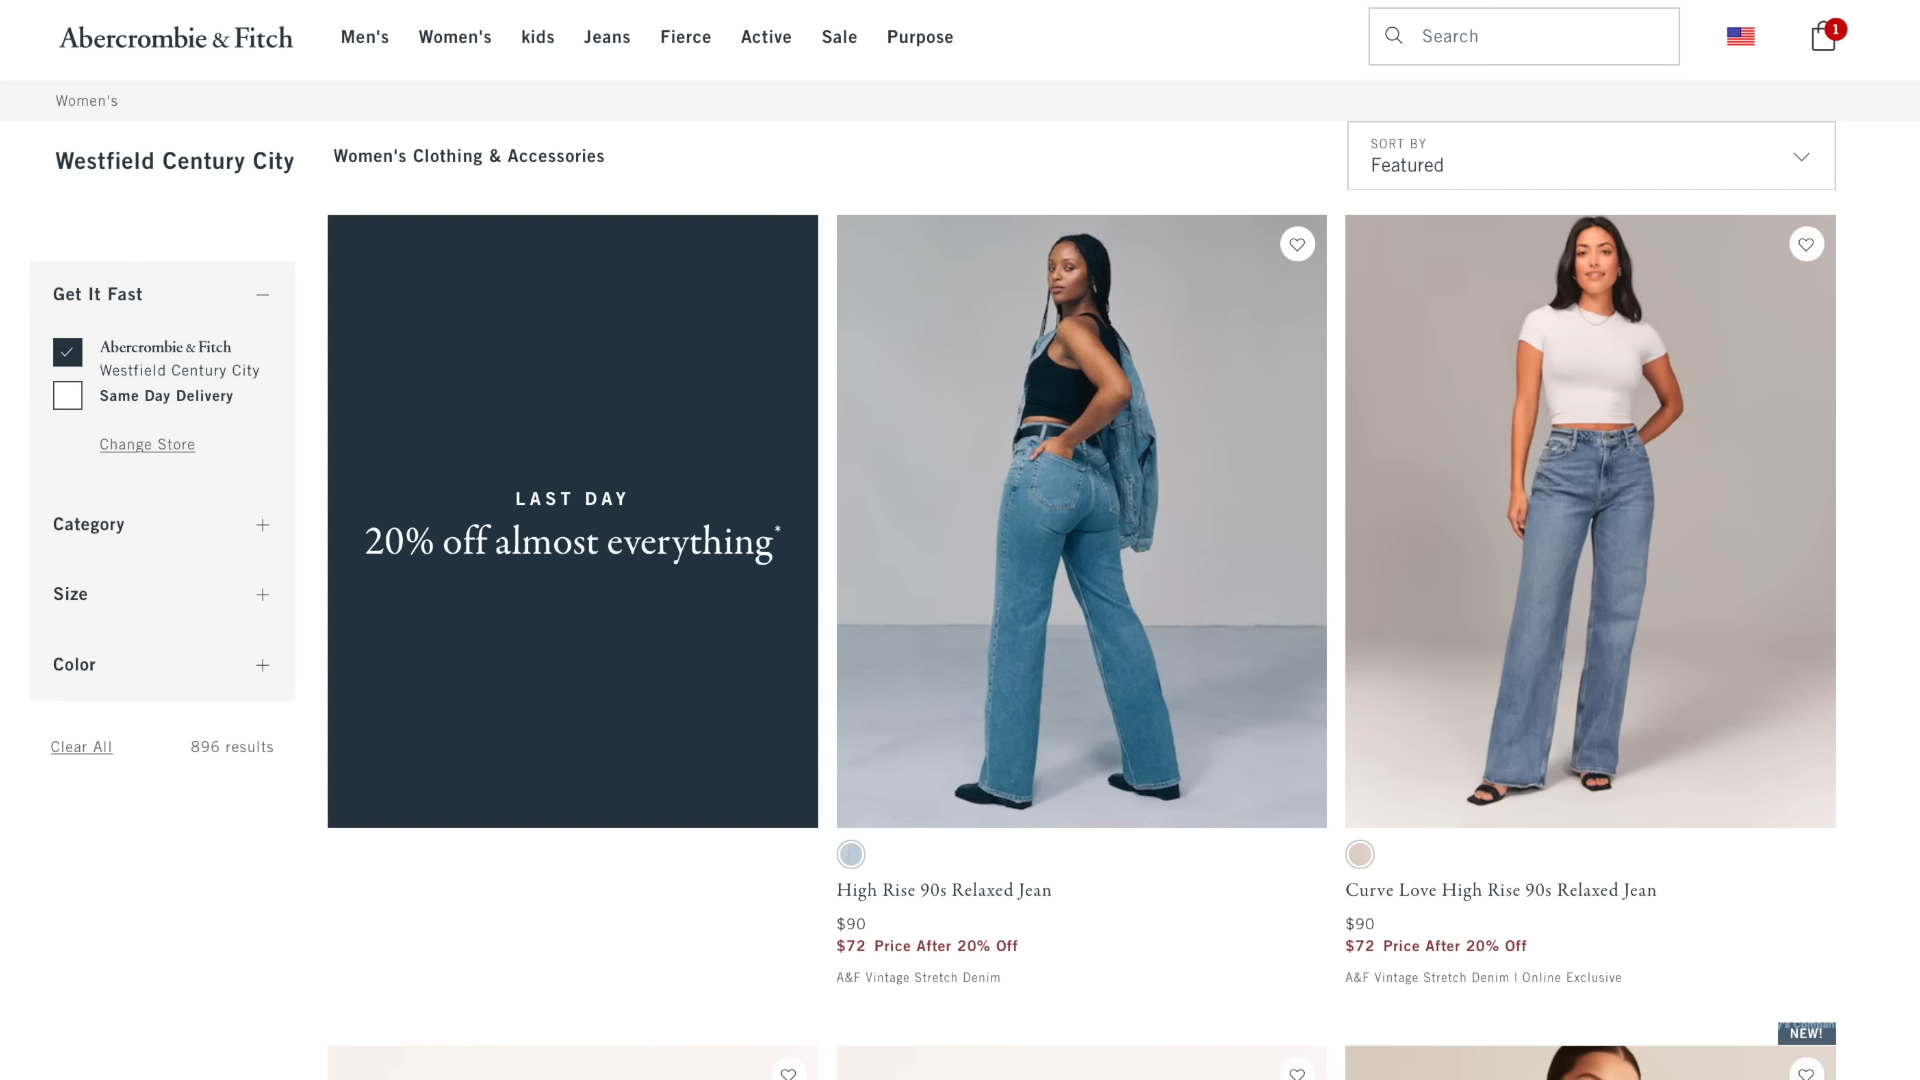 Abercrombie & Fitch
Men's
Women's
kids
Jeans
Fierce
Active
Sale
Purpose
Search
1
Women's
Westfield Century City
Women's Clothing & Accessories
SORT BY
Featured
Get It Fast
Abercrombie & Fitch
Westfield Century City
Same Day Delivery
Change Store
Category
Size
Color
Clear All
896 results
LAST DAY
20% off almost everything*
High Rise 90s Relaxed Jean
$90
$72 Price After 20% Off
A&F Vintage Stretch Denim
Curve Love High Rise 90s Relaxed Jean
$90
$72 Price After 20% Off
A&F Vintage Stretch Denim | Online Exclusive
NEW!